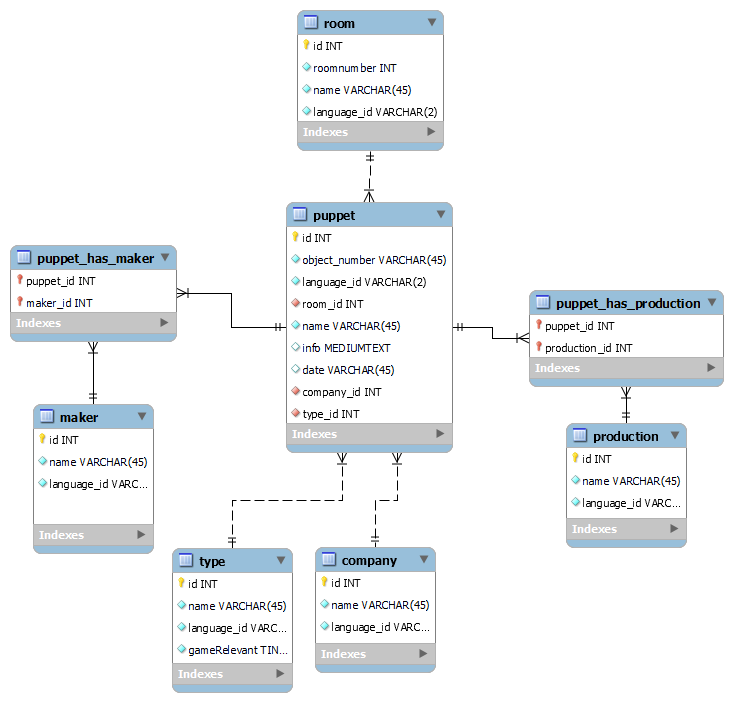 room
id INT
roomnumber INT
name VARCHAR(45)
language_id VARCHAR(2)
Indexes
puppet
id INT
object_number VARCHAR(45)
language_id VARCHAR(2)
room_id INT
name VARCHAR(45)
info MEDIUMTEXT
date VARCHAR(45)
company_id INT
type_id INT
Indexes
puppet_has_maker
puppet_id INT
maker_id INT
Indexes
puppet_has_production
puppet_id INT
production_id INT
Indexes
maker
id INT
name VARCHAR(45)
language_id VARC...
Indexes
production
id INT
name VARCHAR(45)
language_id VARC...
Indexes
type
id INT
name VARCHAR(45)
language_id VARC...
gameRelevant TIN...
Indexes
company
id INT
name VARCHAR(45)
language_id VARC...
Indexes